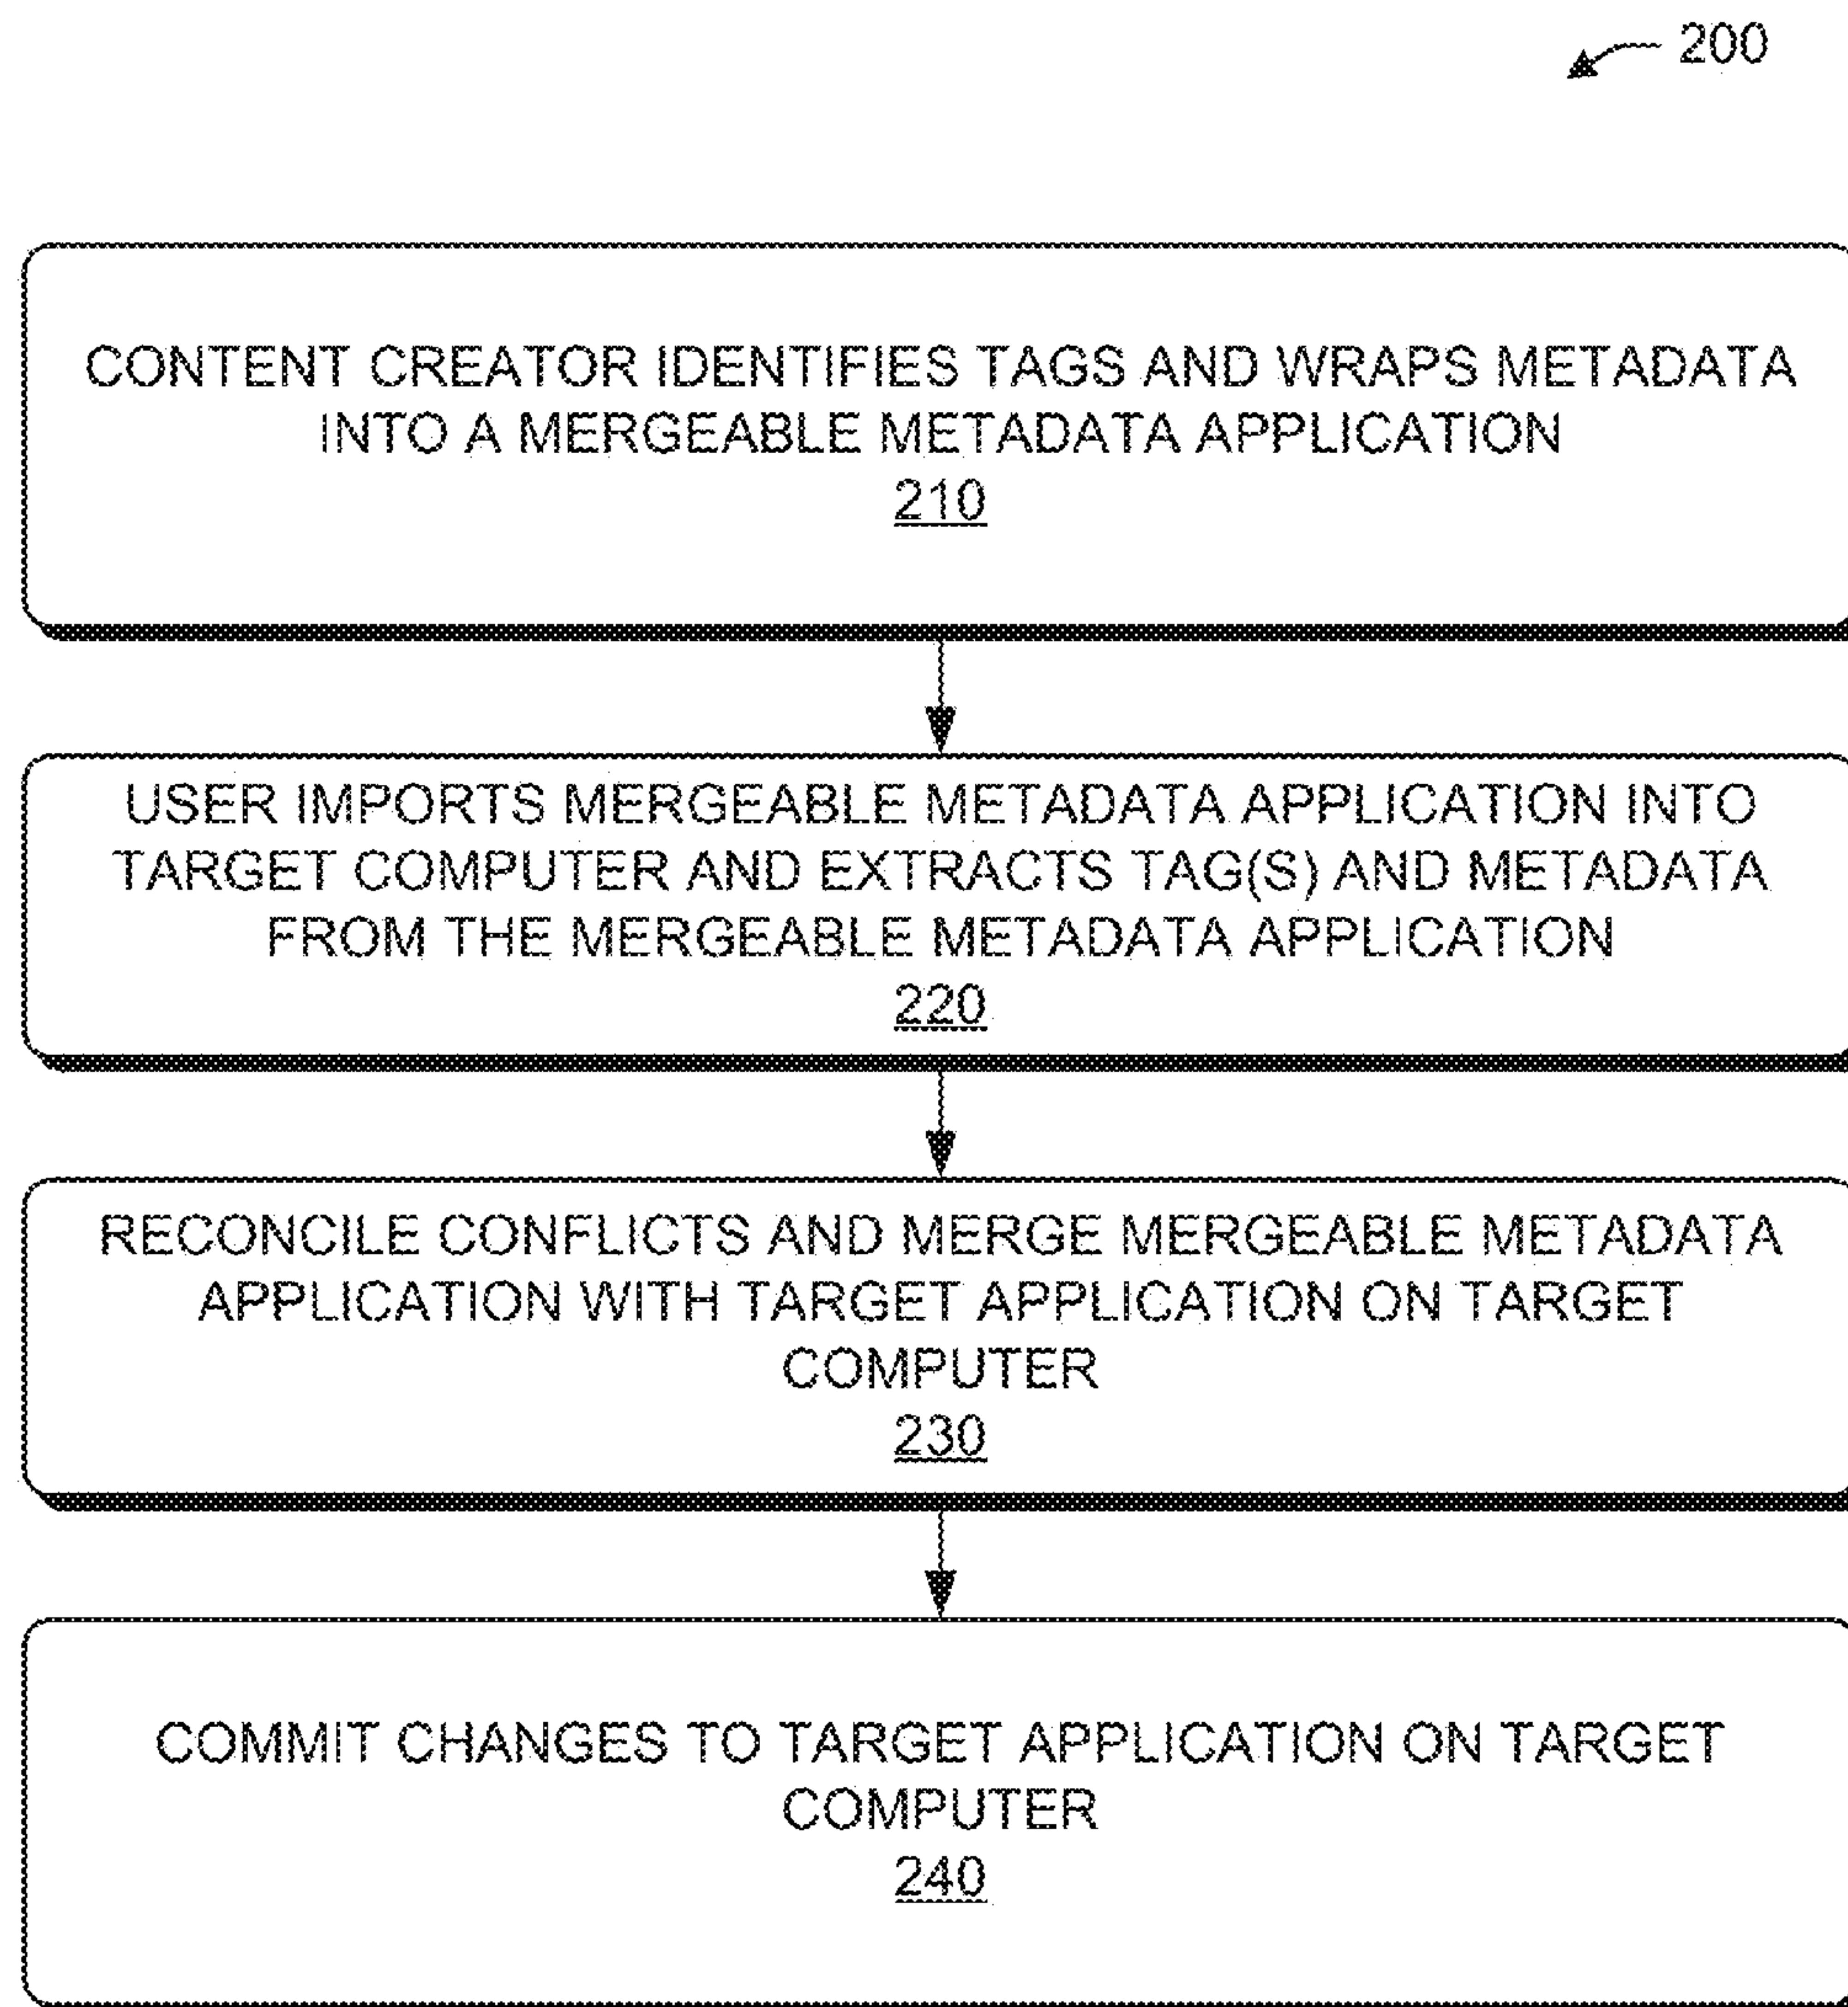 200
CONTENT CREATOR IDENTIFIES TAGS AND WRAPS METADATA
INTO A MERGEABLE METADATA APPLICATION
210
USER IMPORTS MERGEABLE METADATA APPLICATION INTO
TARGET COMPUTER AND EXTRACTS TAG(S) AND METADATA
FROM THE MERGEABLE METADATA APPLICATION
220
RECONCILE CONFLICTS AND MERGE MERGEABLE METADATA
APPLICATION WITH TARGET APPLICATION ON TARGET
COMPUTER
230
COMMIT CHANGES TO TARGET APPLICATION ON TARGET
COMPUTER
240